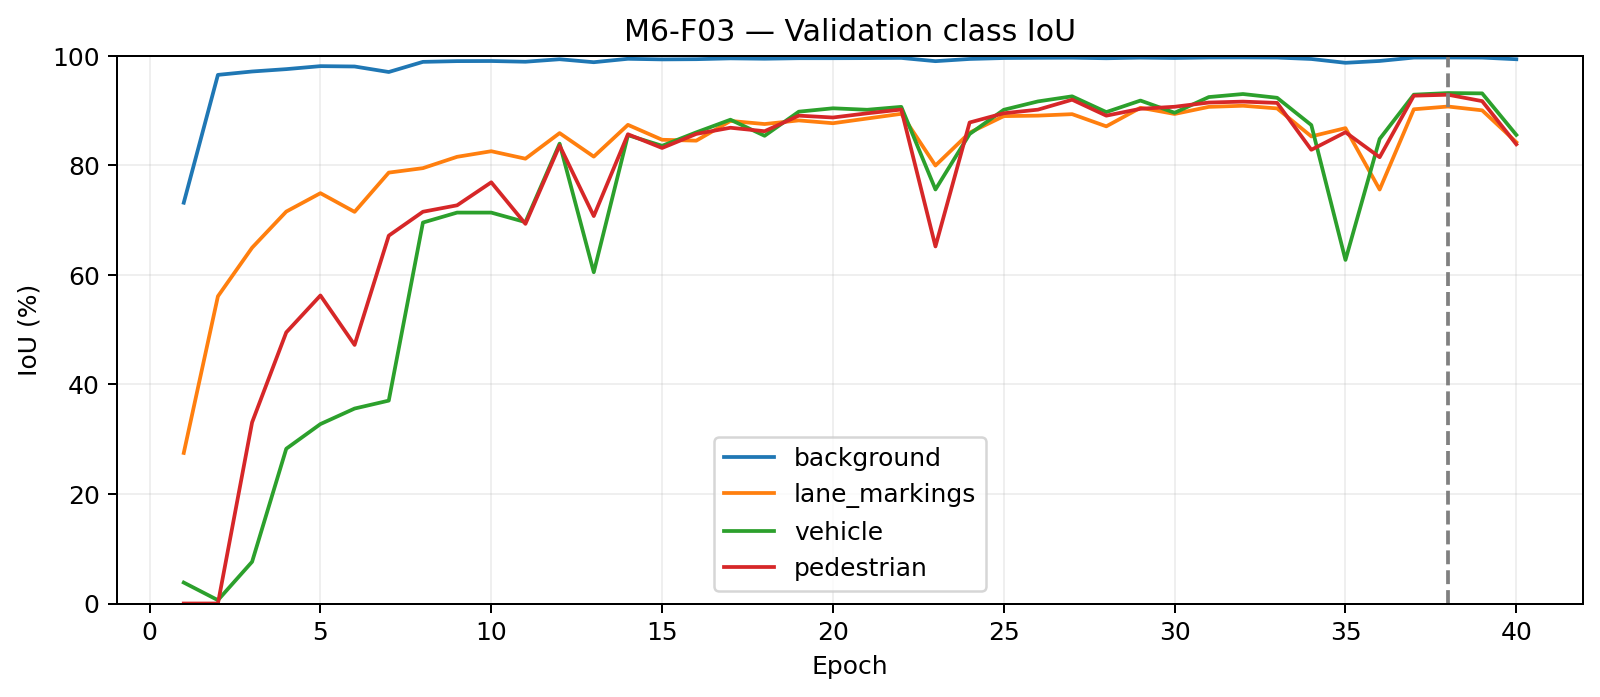 M6-F03 — Validation class IoU
100
80
60
40
20
0
IoU (%)
background
lane_markings
vehicle
pedestrian
0 5 10 15 20 25 30 35 40
Epoch